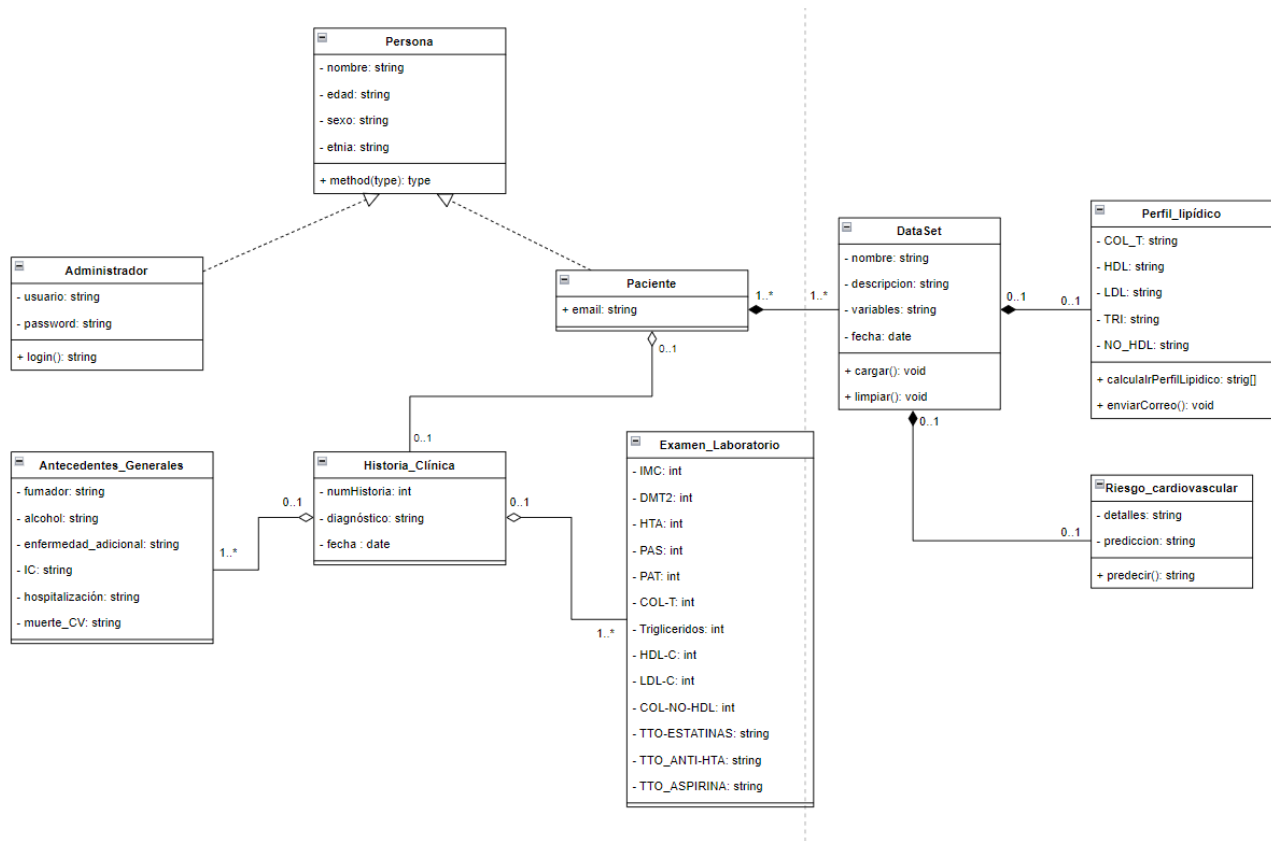 Persona
- nombre: string
- edad: string
- sexo: string
- etnia: string
+ method(type): type
Administrador
- usuario: string
- password: string
+ login(): string
Paciente
+ email: string
1..*
1..*
0..1
0..1
DataSet
- nombre: string
- descripcion: string
- variables: string
- fecha: date
+ cargar(): void
+ limpiar(): void
0..1
0..1
0..1
0..1
Perfil_lipídico
- COL_T: string
- HDL: string
- LDL: string
- TRI: string
- NO_HDL: string
+ calculalrPerfilLipidico: strig[]
+ enviarCorreo(): void
Antecedentes_Generales
- fumador: string
- alcohol: string
- enfermedad_adicional: string
- IC: string
- hospitalización: string
- muerte_CV: string
0..1
1..*
Historia_Clínica
- numHistoria: int
- diagnóstico: string
- fecha : date
0..1
1..*
Examen_Laboratorio
- IMC: int
- DMT2: int
- HTA: int
- PAS: int
- PAT: int
- COL-T: int
- Trigliceridos: int
- HDL-C: int
- LDL-C: int
- COL-NO-HDL: int
- TTO-ESTATINAS: string
- TTO_ANTI-HTA: string
- TTO_ASPIRINA: string
Riesgo_cardiovascular
- detalles: string
- prediccion: string
+ predecir(): string